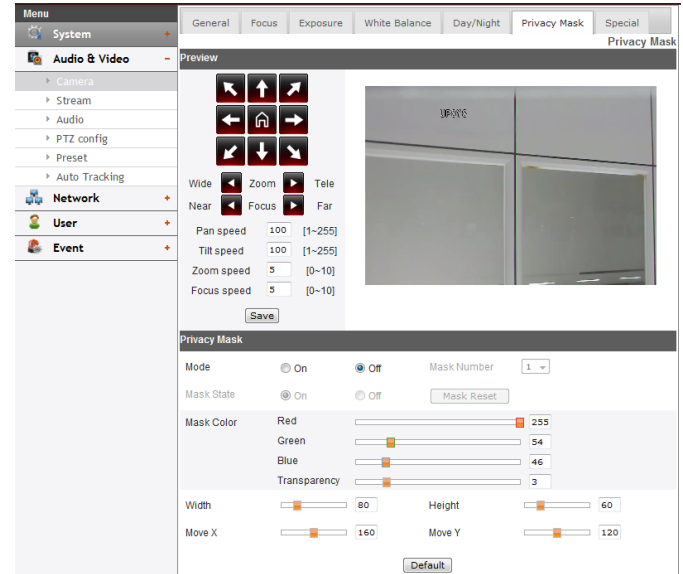 Menu
System +
Audio & Video -
Camera
Stream
Audio
PTZ config
Preset
Auto Tracking
Network +
User +
Event +
General Focus Exposure White Balance Day/Night Privacy Mask Special
Privacy Mask
Preview
Wide Zoom Tele
Near Focus Far
Pan speed 100 [1~255]
Tilt speed 100 [1~255]
Zoom speed 5 [0~10]
Focus speed 5 [0~10]
Save
Privacy Mask
Mode On Off Mask Number 1
Mask State On Off Mask Reset
Mask Color Red 255
Green 54
Blue 46
Transparency 3
Width 80 Height 60
Move X 160 Move Y 120
Default